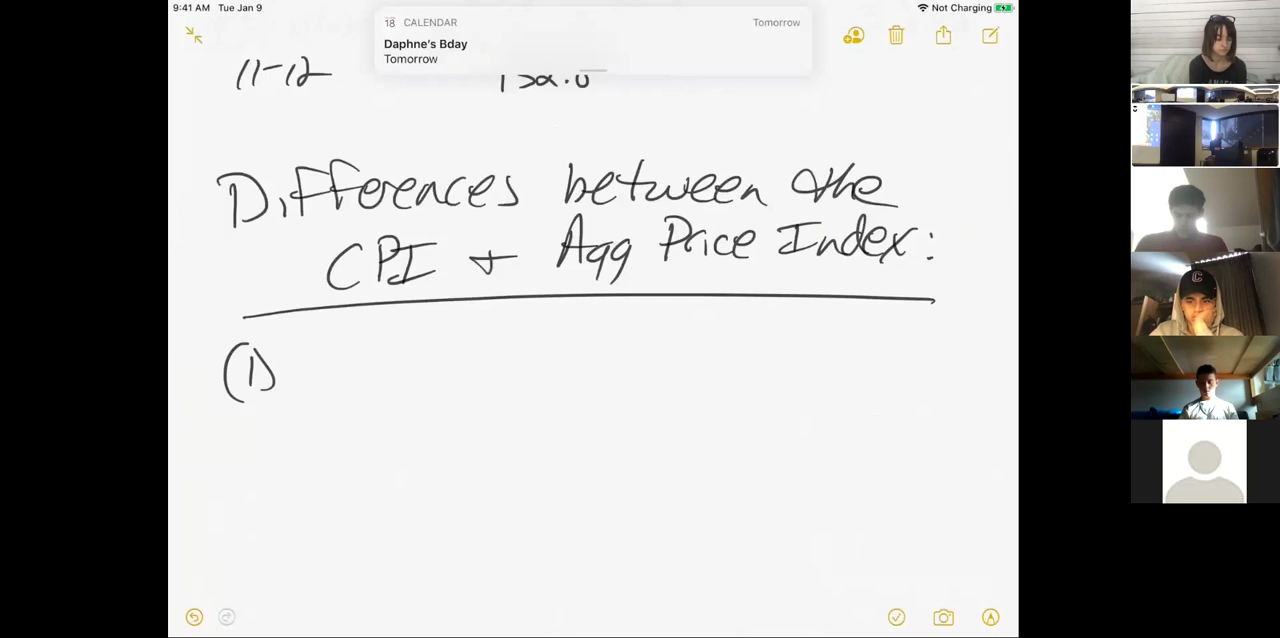 9:41 AM Tue Jan 9
Not Charging
18 CALENDAR
Tomorrow
Daphne's Bday
Tomorrow
11-12
Differences between the
CPI + Agg Price Index:
(1)
C